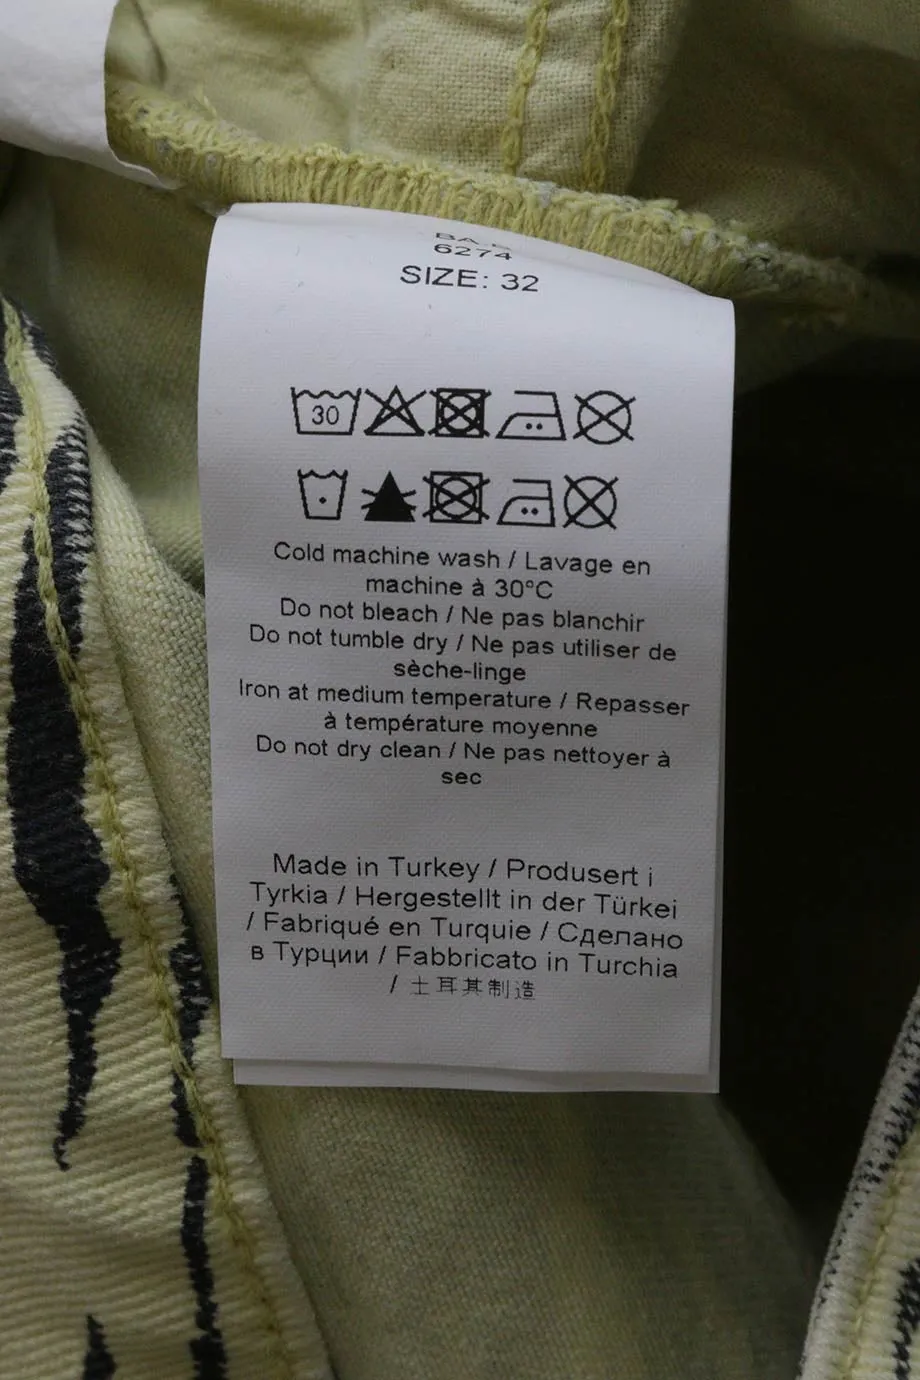 6274
SIZE: 32
30
Cold machine wash / Lavage en
machine à 30°C
Do not bleach / Ne pas blanchir
Do not tumble dry / Ne pas utiliser de
sèche-linge
Iron at medium temperature / Repasser
à température moyenne
Do not dry clean / Ne pas nettoyer à
sec
Made in Turkey / Produsert i
Tyrkia / Hergestellt in der Türkei
/ Fabriqué en Turquie / Сделано
в Турции / Fabbricato in Turchia
/ 土耳其制造